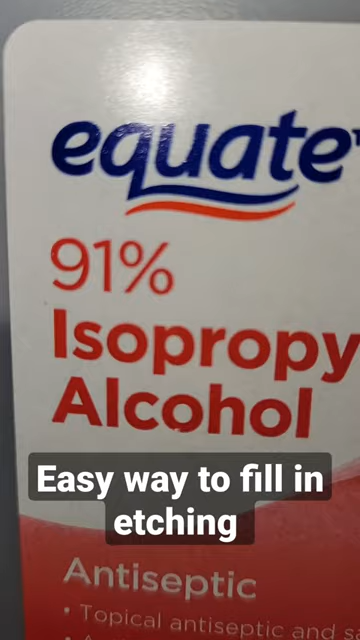 equate
91%
Isopropy
Alcohol
Easy way to fill in
etching
Antiseptic
• Topical antiseptic and